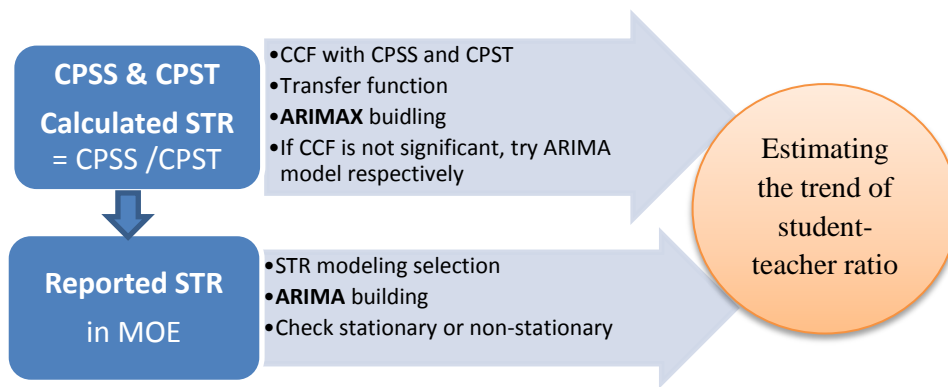 CPSS & CPST
Calculated STR
= CPSS /CPST
•CCF with CPSS and CPST
•Transfer function
•ARIMAX buidling
•If CCF is not significant, try ARIMA
model respectively
Reported STR
in MOE
•STR modeling selection
•ARIMA building
•Check stationary or non-stationary
Estimating
the trend of
student-
teacher ratio